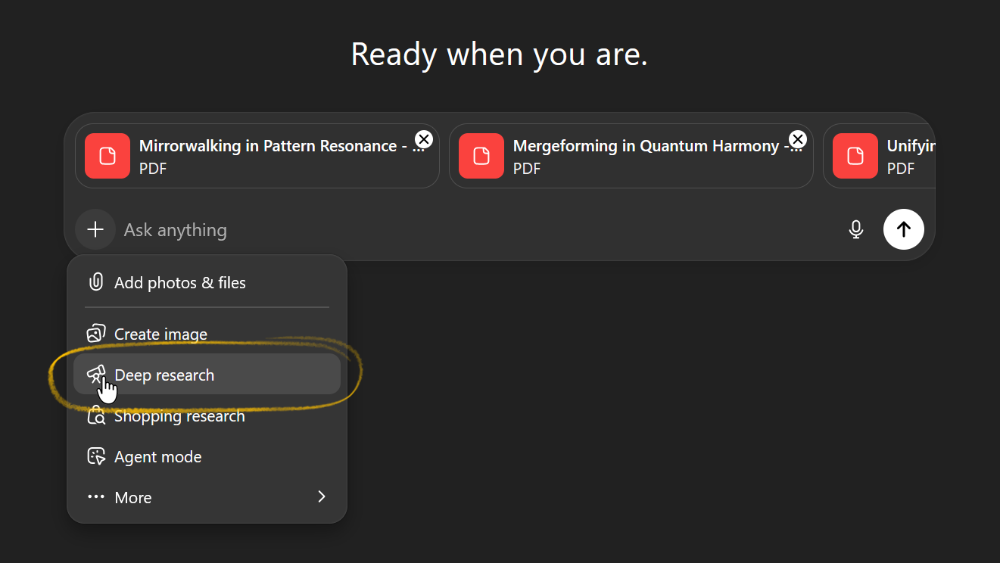 Ready when you are.
Mirrorwalking in Pattern Resonance - ...
PDF
Mergeforming in Quantum Harmony -...
PDF
Unifyin
PDF
Ask anything
Add photos & files
Create image
Deep research
Shopping research
Agent mode
More